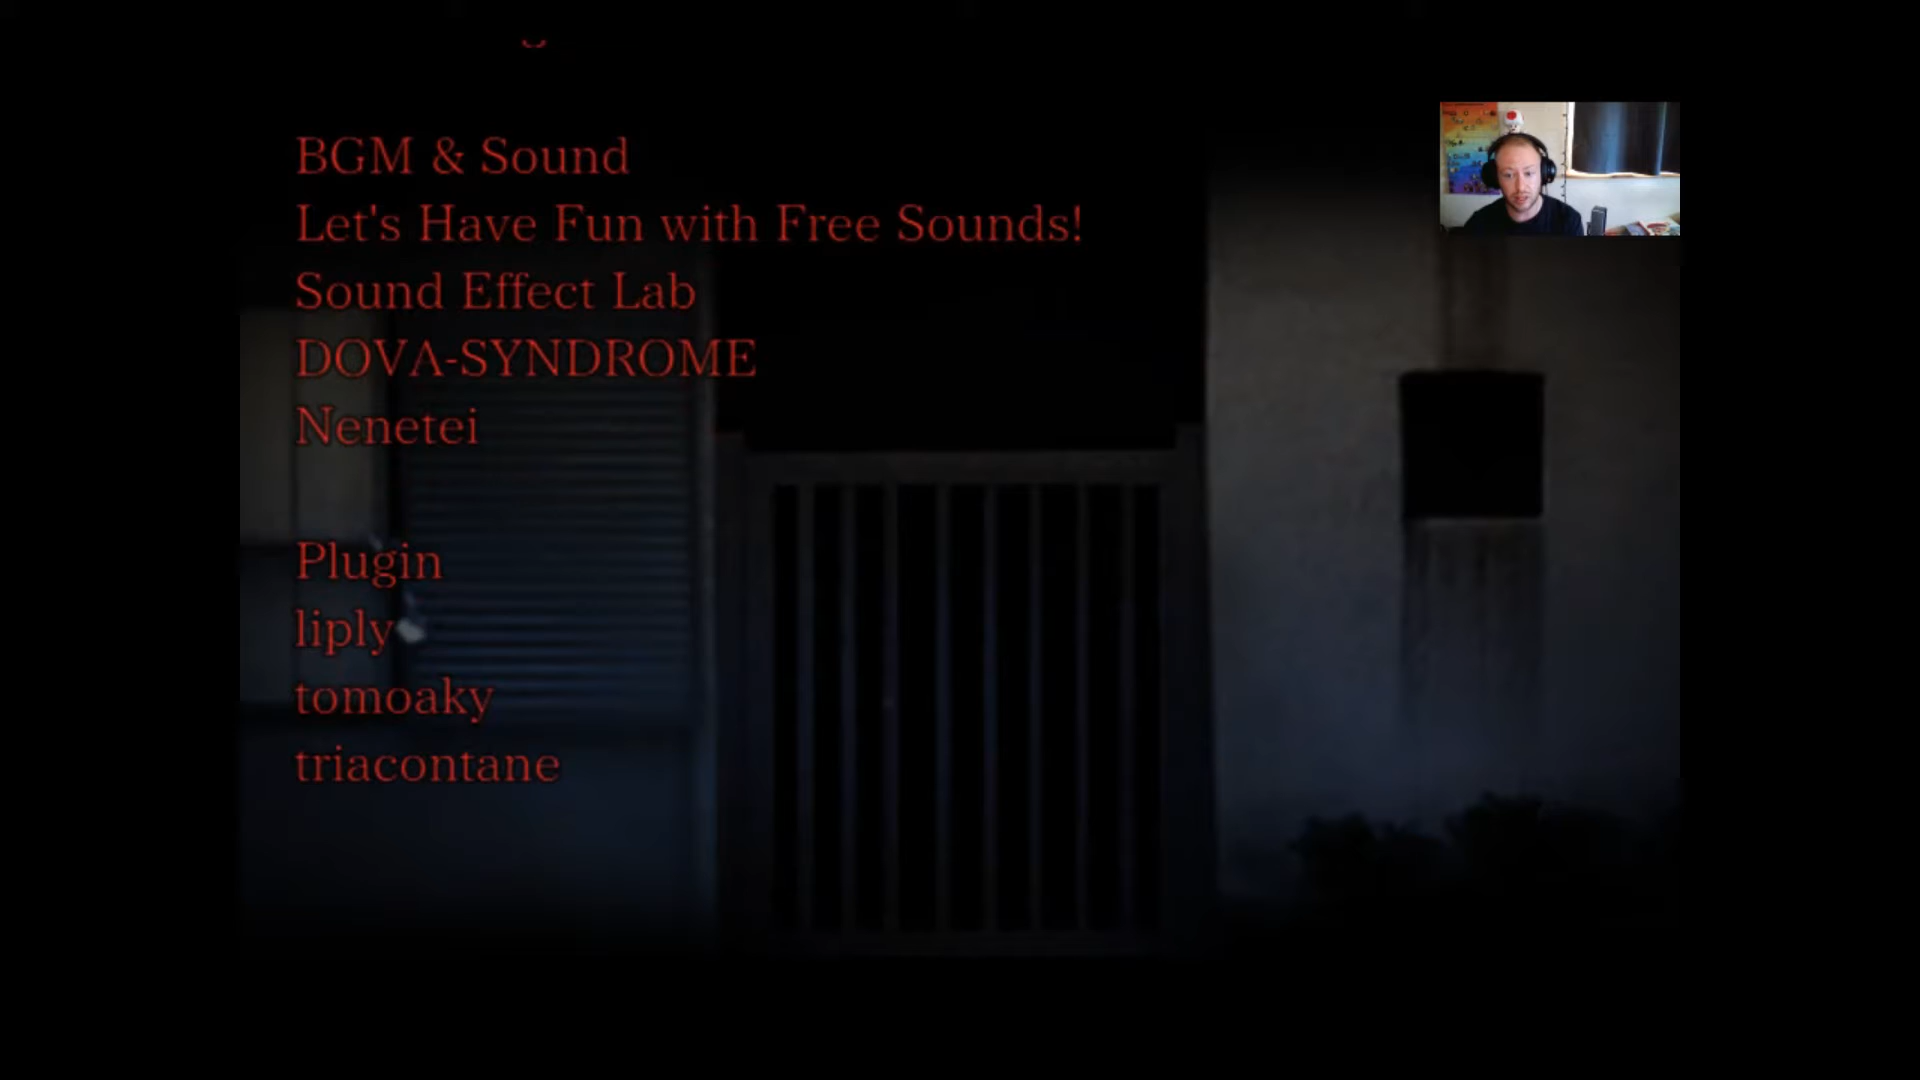 BGM & Sound
Let's Have Fun with Free Sounds!
Sound Effect Lab
DOVA-SYNDROME
Nenetei
Plugin
liply
tomoaky
triacontane